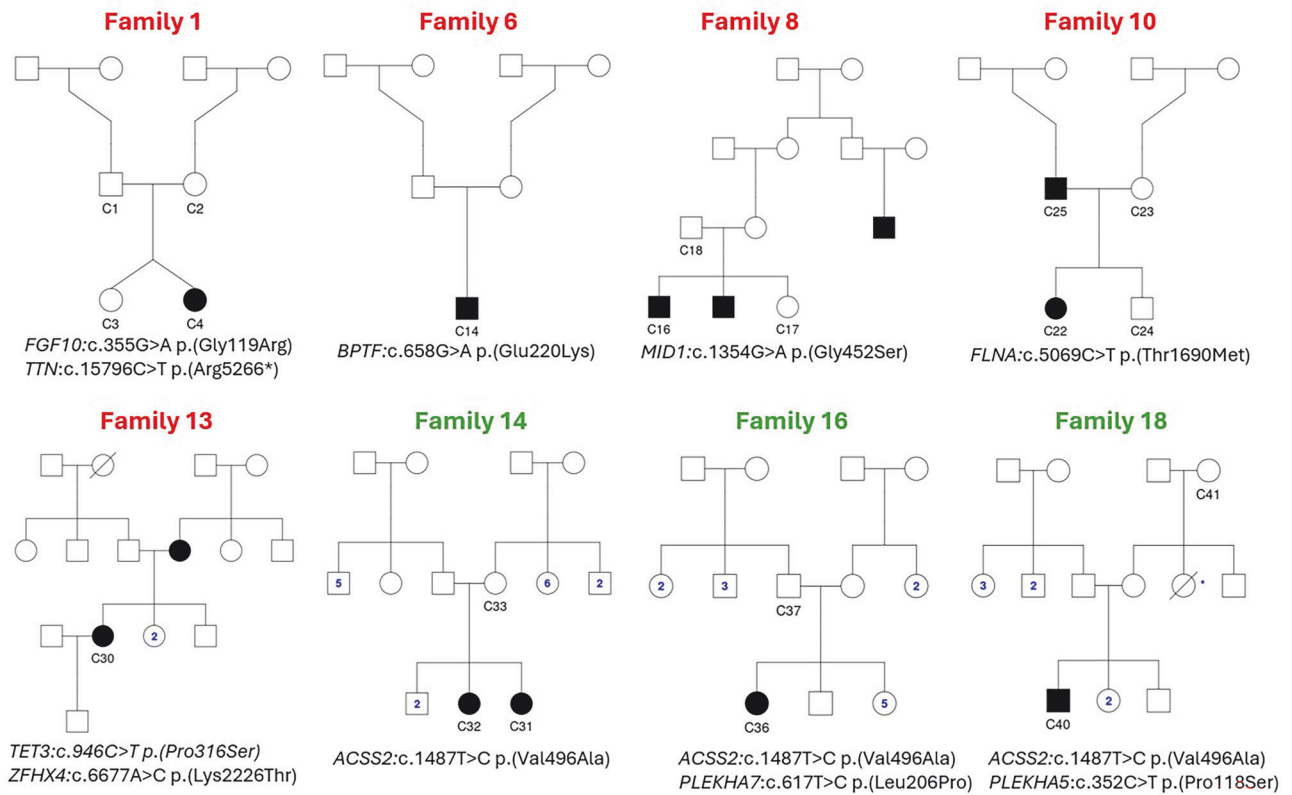 Family 1
Family 6
Family 8
Family 10
C1
C2
C3
C4
FGF10:c.355G>A p.(Gly119Arg)
TTN:c.15796C>T p.(Arg5266*)
C14
BPTF:c.658G>A p.(Glu220Lys)
C18
C16
C17
MID1:c.1354G>A p.(Gly452Ser)
C25
C23
C22
C24
FLNA:c.5069C>T p.(Thr1690Met)
Family 13
Family 14
Family 16
Family 18
C30
2
TET3:c.946C>T p.(Pro316Ser)
ZFHX4:c.6677A>C p.(Lys2226Thr)
5
6
2
C33
2
C32
C31
ACSS2:c.1487T>C p.(Val496Ala)
2
3
2
C37
5
C36
ACSS2:c.1487T>C p.(Val496Ala)
PLEKHA7:c.617T>C p.(Leu206Pro)
C41
3
2
*
2
C40
ACSS2:c.1487T>C p.(Val496Ala)
PLEKHA5:c.352C>T p.(Pro118Ser)